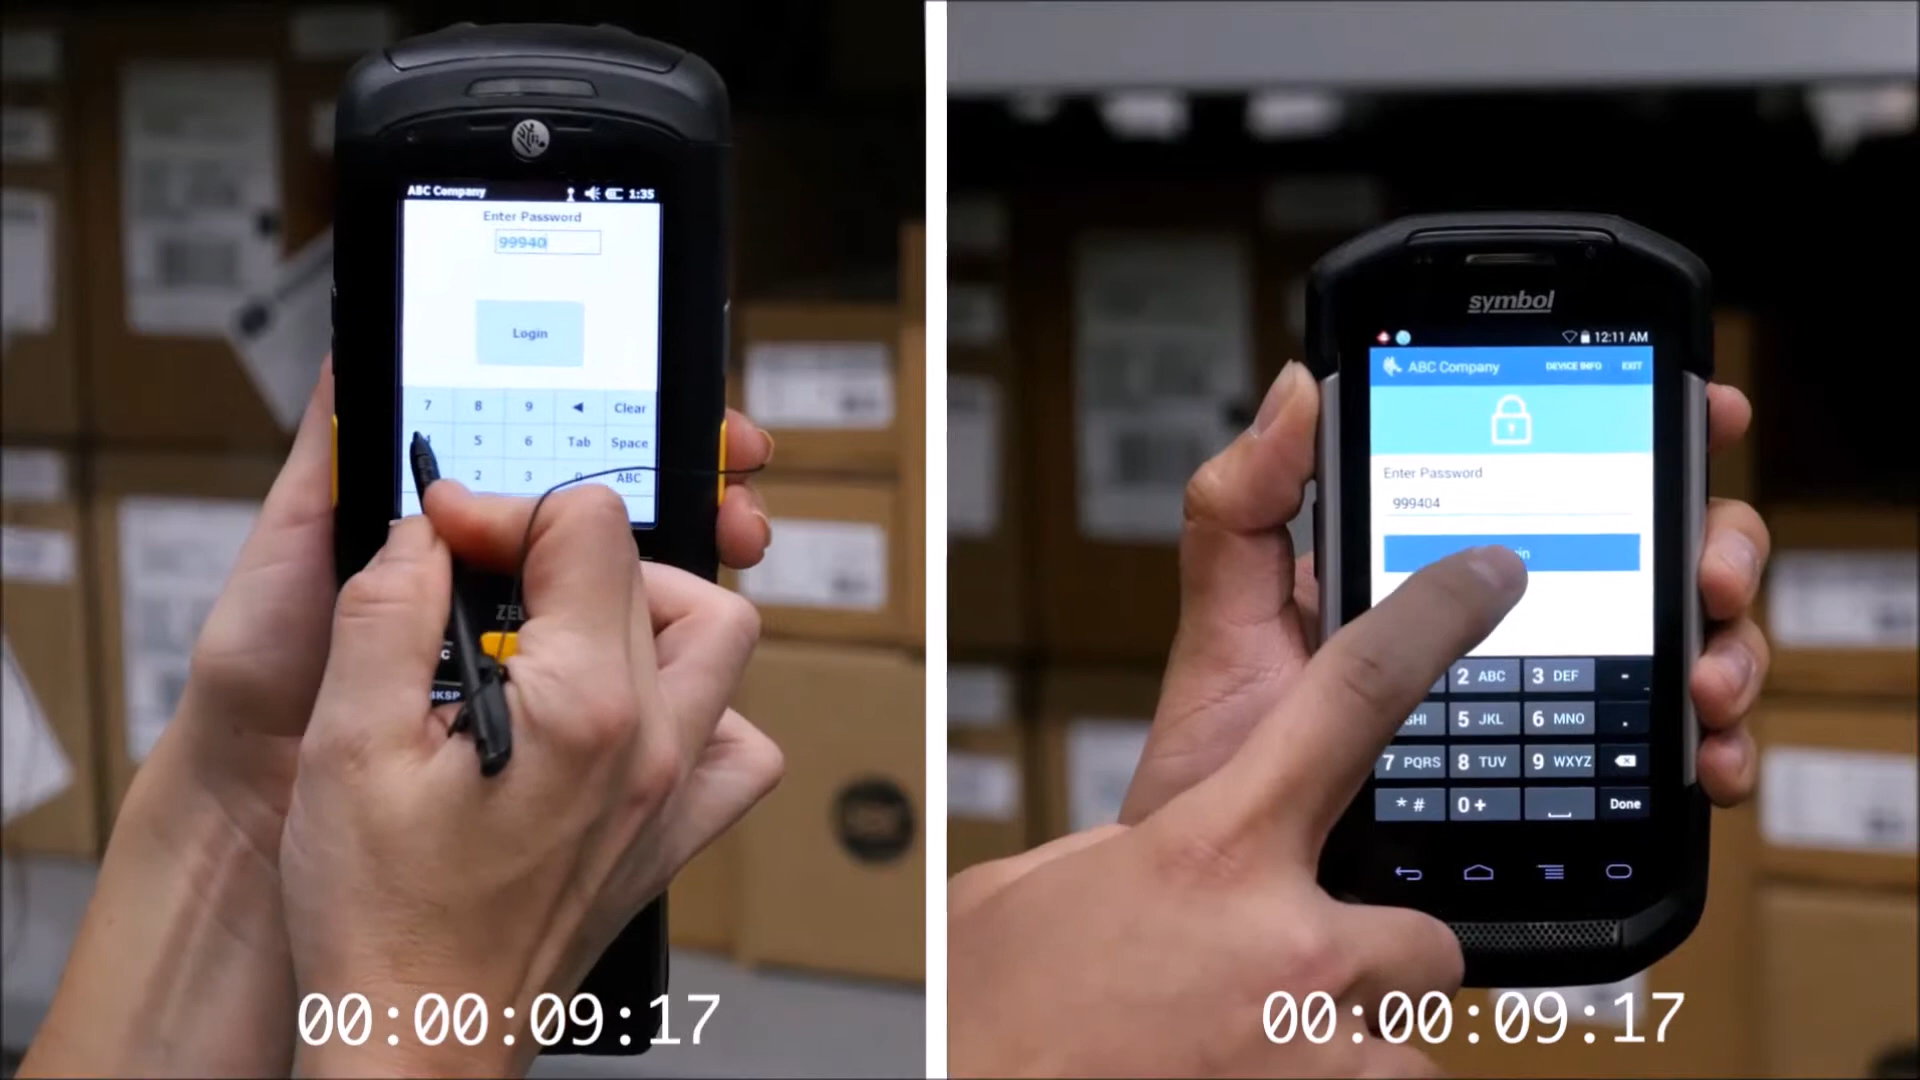 ABC Company 1:35
Enter Password
99940
Login
7 8 9 ◄ Clear
5 6 Tab Space
2 3 ABC
00:00:09:17
symbol
12:11 AM
ABC Company DEVICE INFO EXIT
Enter Password
999404
2 ABC 3 DEF -
GHI 5 JKL 6 MNO .
7 PQRS 8 TUV 9 WXYZ
* # 0 + Done
00:00:09:17